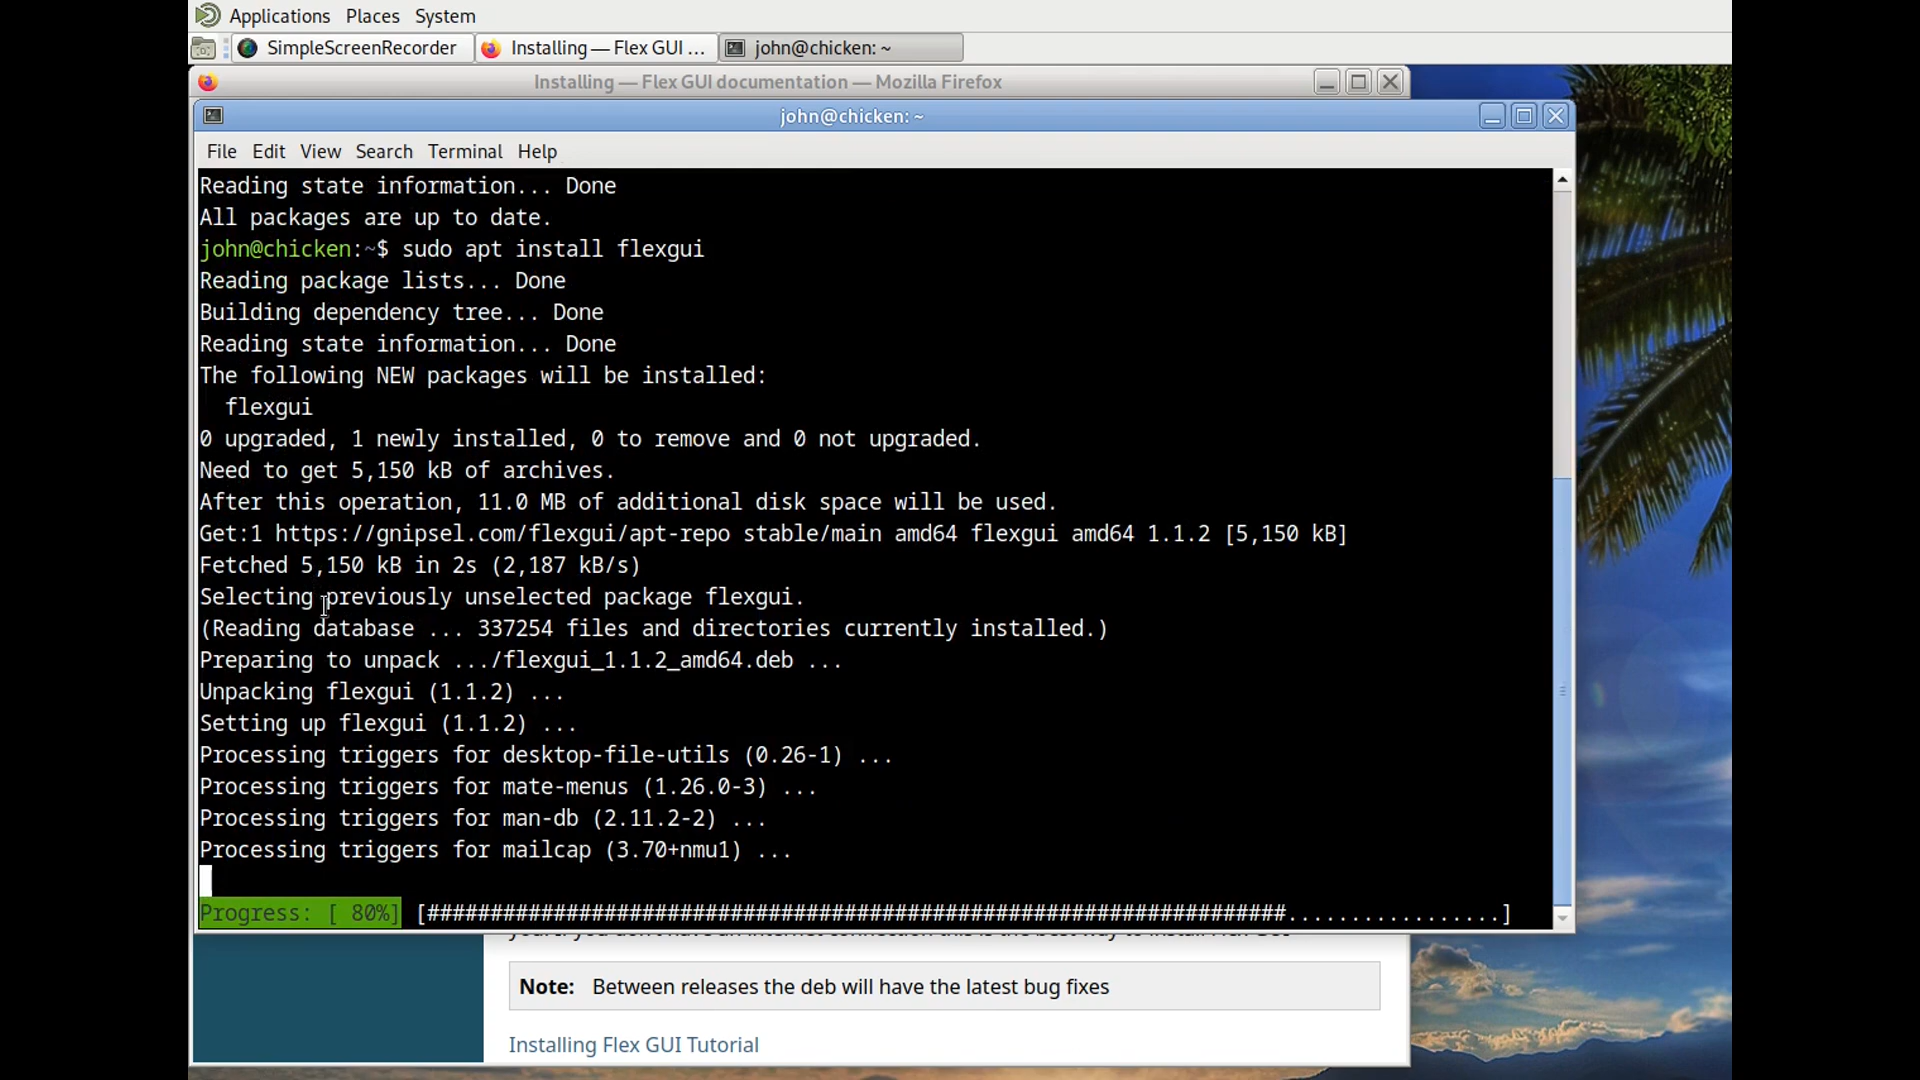 Applications Places System
SimpleScreenRecorder Installing — Flex GUI ... john@chicken: ~
Installing — Flex GUI documentation — Mozilla Firefox
john@chicken: ~
File Edit View Search Terminal Help
Reading state information... Done
All packages are up to date.
john@chicken:~$ sudo apt install flexgui
Reading package lists... Done
Building dependency tree... Done
Reading state information... Done
The following NEW packages will be installed:
  flexgui
0 upgraded, 1 newly installed, 0 to remove and 0 not upgraded.
Need to get 5,150 kB of archives.
After this operation, 11.0 MB of additional disk space will be used.
Get:1 https://gnipsel.com/flexgui/apt-repo stable/main amd64 flexgui amd64 1.1.2 [5,150 kB]
Fetched 5,150 kB in 2s (2,187 kB/s)
Selecting previously unselected package flexgui.
(Reading database ... 337254 files and directories currently installed.)
Preparing to unpack .../flexgui_1.1.2_amd64.deb ...
Unpacking flexgui (1.1.2) ...
Setting up flexgui (1.1.2) ...
Processing triggers for desktop-file-utils (0.26-1) ...
Processing triggers for mate-menus (1.26.0-3) ...
Processing triggers for man-db (2.11.2-2) ...
Processing triggers for mailcap (3.70+nmu1) ...
Progress: [ 80%] [####################################################################.................]
Note: Between releases the deb will have the latest bug fixes
Installing Flex GUI Tutorial